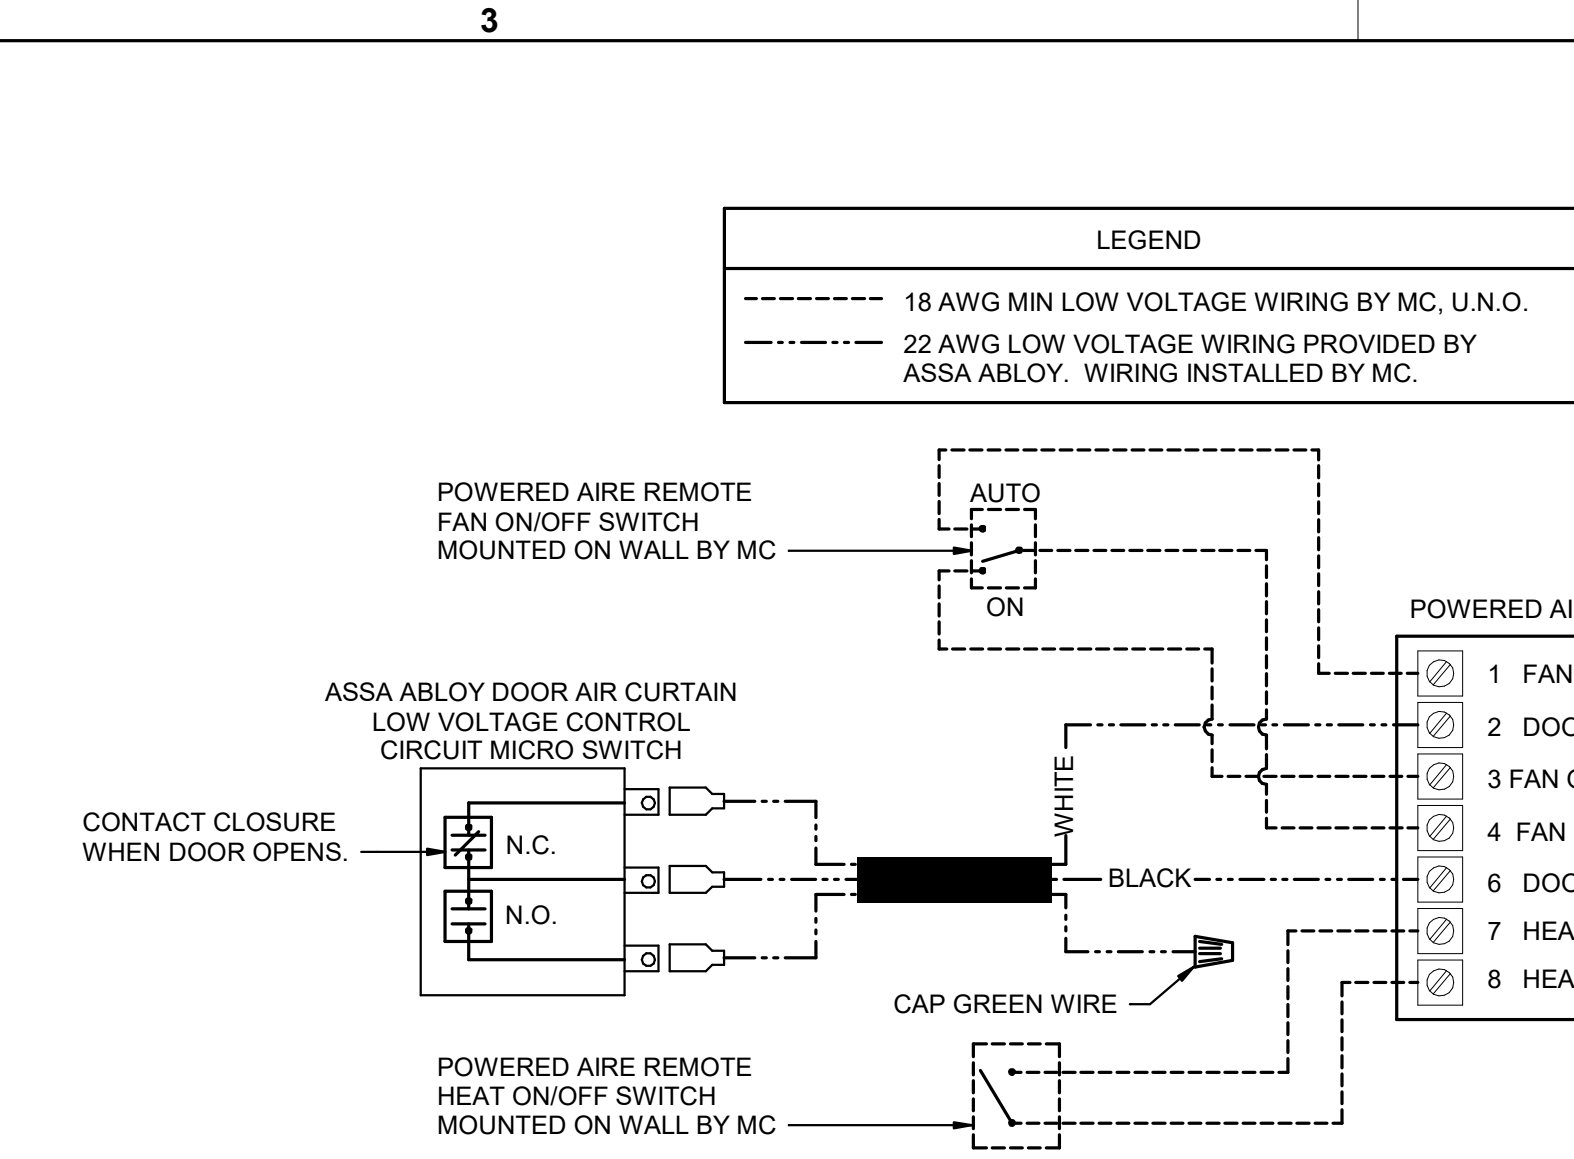 3
LEGEND
18 AWG MIN LOW VOLTAGE WIRING BY MC, U.N.O.
22 AWG LOW VOLTAGE WIRING PROVIDED BY
ASSA ABLOY.  WIRING INSTALLED BY MC.
POWERED AIRE REMOTE
FAN ON/OFF SWITCH
MOUNTED ON WALL BY MC
AUTO
ON
POWERED AI
1 FAN
2 DOO
3 FAN O
4 FAN
6 DOO
7 HEA
8 HEA
ASSA ABLOY DOOR AIR CURTAIN
LOW VOLTAGE CONTROL
CIRCUIT MICRO SWITCH
CONTACT CLOSURE
WHEN DOOR OPENS.
N.C.
N.O.
WHITE
BLACK
CAP GREEN WIRE
POWERED AIRE REMOTE
HEAT ON/OFF SWITCH
MOUNTED ON WALL BY MC